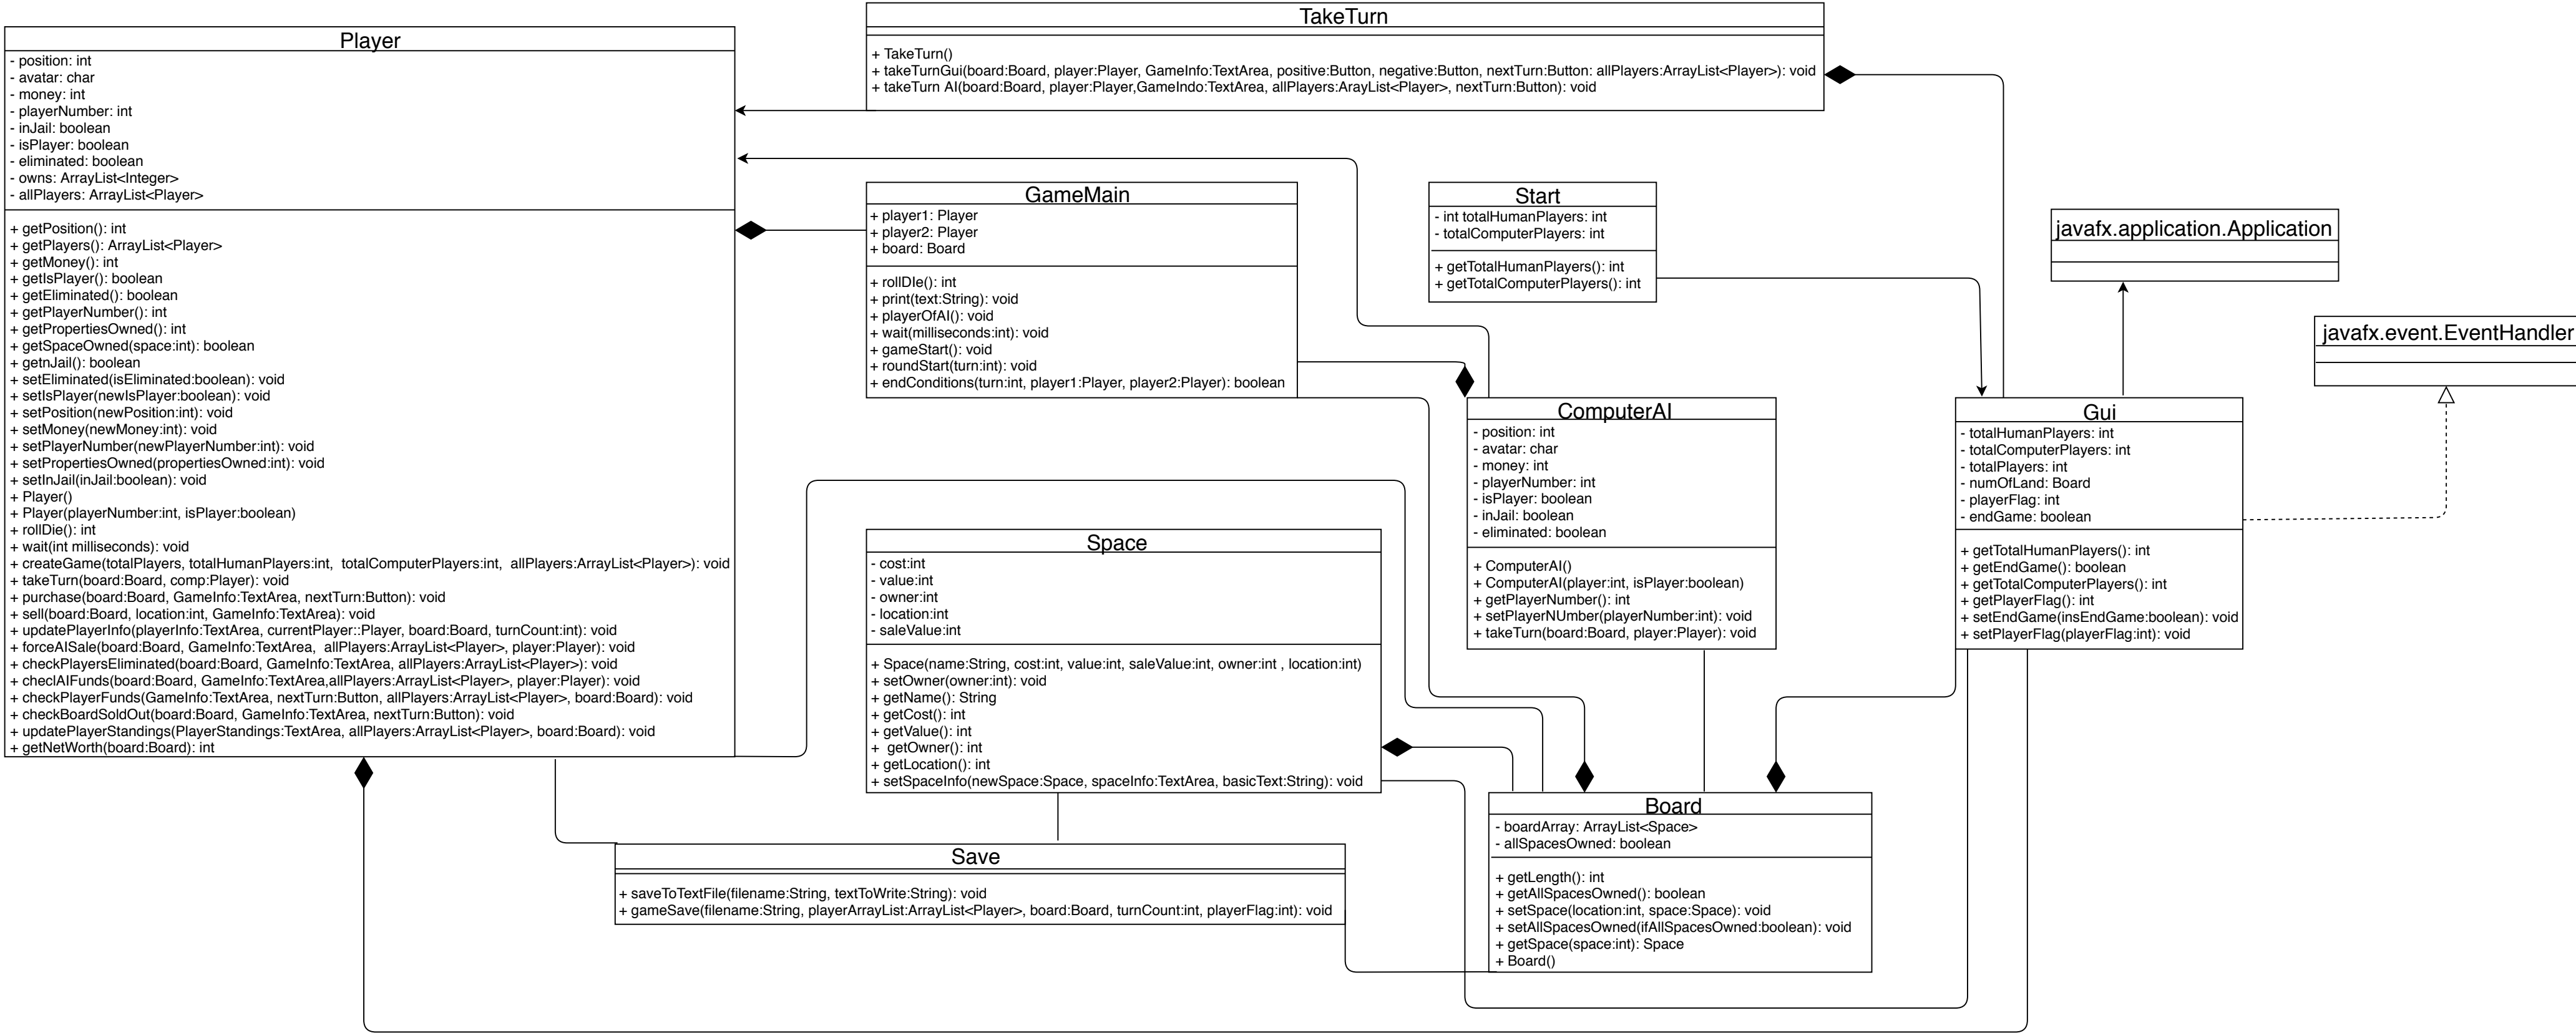 Player
- position: int
- avatar: char
- money: int
- playerNumber: int
- inJail: boolean
- isPlayer: boolean
- eliminated: boolean
- owns: ArrayList<Integer>
- allPlayers: ArrayList<Player>
+ getPosition(): int
+ getPlayers(): ArrayList<Player>
+ getMoney(): int
+ getIsPlayer(): boolean
+ getEliminated(): boolean
+ getPlayerNumber(): int
+ getPropertiesOwned(): int
+ getSpaceOwned(space:int): boolean
+ getnJail(): boolean
+ setEliminated(isEliminated:boolean): void
+ setIsPlayer(newIsPlayer:boolean): void
+ setPosition(newPosition:int): void
+ setMoney(newMoney:int): void
+ setPlayerNumber(newPlayerNumber:int): void
+ setPropertiesOwned(propertiesOwned:int): void
+ setInJail(inJail:boolean): void
+ Player()
+ Player(playerNumber:int, isPlayer:boolean)
+ rollDie(): int
+ wait(int milliseconds): void
+ createGame(totalPlayers, totalHumanPlayers:int,  totalComputerPlayers:int,  allPlayers:ArrayList<Player>): void
+ takeTurn(board:Board, comp:Player): void
+ purchase(board:Board, GameInfo:TextArea, nextTurn:Button): void
+ sell(board:Board, location:int, GameInfo:TextArea): void
+ updatePlayerInfo(playerInfo:TextArea, currentPlayer::Player, board:Board, turnCount:int): void
+ forceAISale(board:Board, GameInfo:TextArea,  allPlayers:ArrayList<Player>, player:Player): void
+ checkPlayersEliminated(board:Board, GameInfo:TextArea, allPlayers:ArrayList<Player>): void
+ checlAIFunds(board:Board, GameInfo:TextArea,allPlayers:ArrayList<Player>, player:Player): void
+ checkPlayerFunds(GameInfo:TextArea, nextTurn:Button, allPlayers:ArrayList<Player>, board:Board): void
+ checkBoardSoldOut(board:Board, GameInfo:TextArea, nextTurn:Button): void
+ updatePlayerStandings(PlayerStandings:TextArea, allPlayers:ArrayList<Player>, board:Board): void
+ getNetWorth(board:Board): int
TakeTurn
+ TakeTurn()
+ takeTurnGui(board:Board, player:Player, GameInfo:TextArea, positive:Button, negative:Button, nextTurn:Button: allPlayers:ArrayList<Player>): void
+ takeTurn AI(board:Board, player:Player,GameIndo:TextArea, allPlayers:ArayList<Player>, nextTurn:Button): void
GameMain
+ player1: Player
+ player2: Player
+ board: Board
+ rollDIe(): int
+ print(text:String): void
+ playerOfAI(): void
+ wait(milliseconds:int): void
+ gameStart(): void
+ roundStart(turn:int): void
+ endConditions(turn:int, player1:Player, player2:Player): boolean
Start
- int totalHumanPlayers: int
- totalComputerPlayers: int
+ getTotalHumanPlayers(): int
+ getTotalComputerPlayers(): int
javafx.application.Application
javafx.event.EventHandler
ComputerAI
- position: int
- avatar: char
- money: int
- playerNumber: int
- isPlayer: boolean
- inJail: boolean
- eliminated: boolean
+ ComputerAI()
+ ComputerAI(player:int, isPlayer:boolean)
+ getPlayerNumber(): int
+ setPlayerNUmber(playerNumber:int): void
+ takeTurn(board:Board, player:Player): void
Gui
- totalHumanPlayers: int
- totalComputerPlayers: int
- totalPlayers: int
- numOfLand: Board
- playerFlag: int
- endGame: boolean
+ getTotalHumanPlayers(): int
+ getEndGame(): boolean
+ getTotalComputerPlayers(): int
+ getPlayerFlag(): int
+ setEndGame(insEndGame:boolean): void
+ setPlayerFlag(playerFlag:int): void
Space
- cost:int
- value:int
- owner:int
- location:int
- saleValue:int
+ Space(name:String, cost:int, value:int, saleValue:int, owner:int , location:int)
+ setOwner(owner:int): void
+ getName(): String
+ getCost(): int
+ getValue(): int
+  getOwner(): int
+ getLocation(): int
+ setSpaceInfo(newSpace:Space, spaceInfo:TextArea, basicText:String): void
Board
- boardArray: ArrayList<Space>
- allSpacesOwned: boolean
+ getLength(): int
+ getAllSpacesOwned(): boolean
+ setSpace(location:int, space:Space): void
+ setAllSpacesOwned(ifAllSpacesOwned:boolean): void
+ getSpace(space:int): Space
+ Board()
Save
+ saveToTextFile(filename:String, textToWrite:String): void
+ gameSave(filename:String, playerArrayList:ArrayList<Player>, board:Board, turnCount:int, playerFlag:int): void